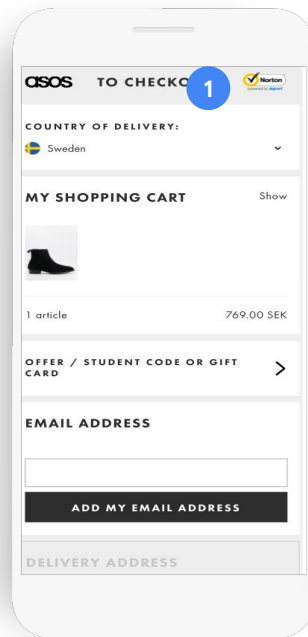 asos TO CHECKO 1 Norton
COUNTRY OF DELIVERY:
Sweden
MY SHOPPING CART Show
1 article 769.00 SEK
OFFER / STUDENT CODE OR GIFT
CARD
EMAIL ADDRESS
ADD MY EMAIL ADDRESS
DELIVERY ADDRESS